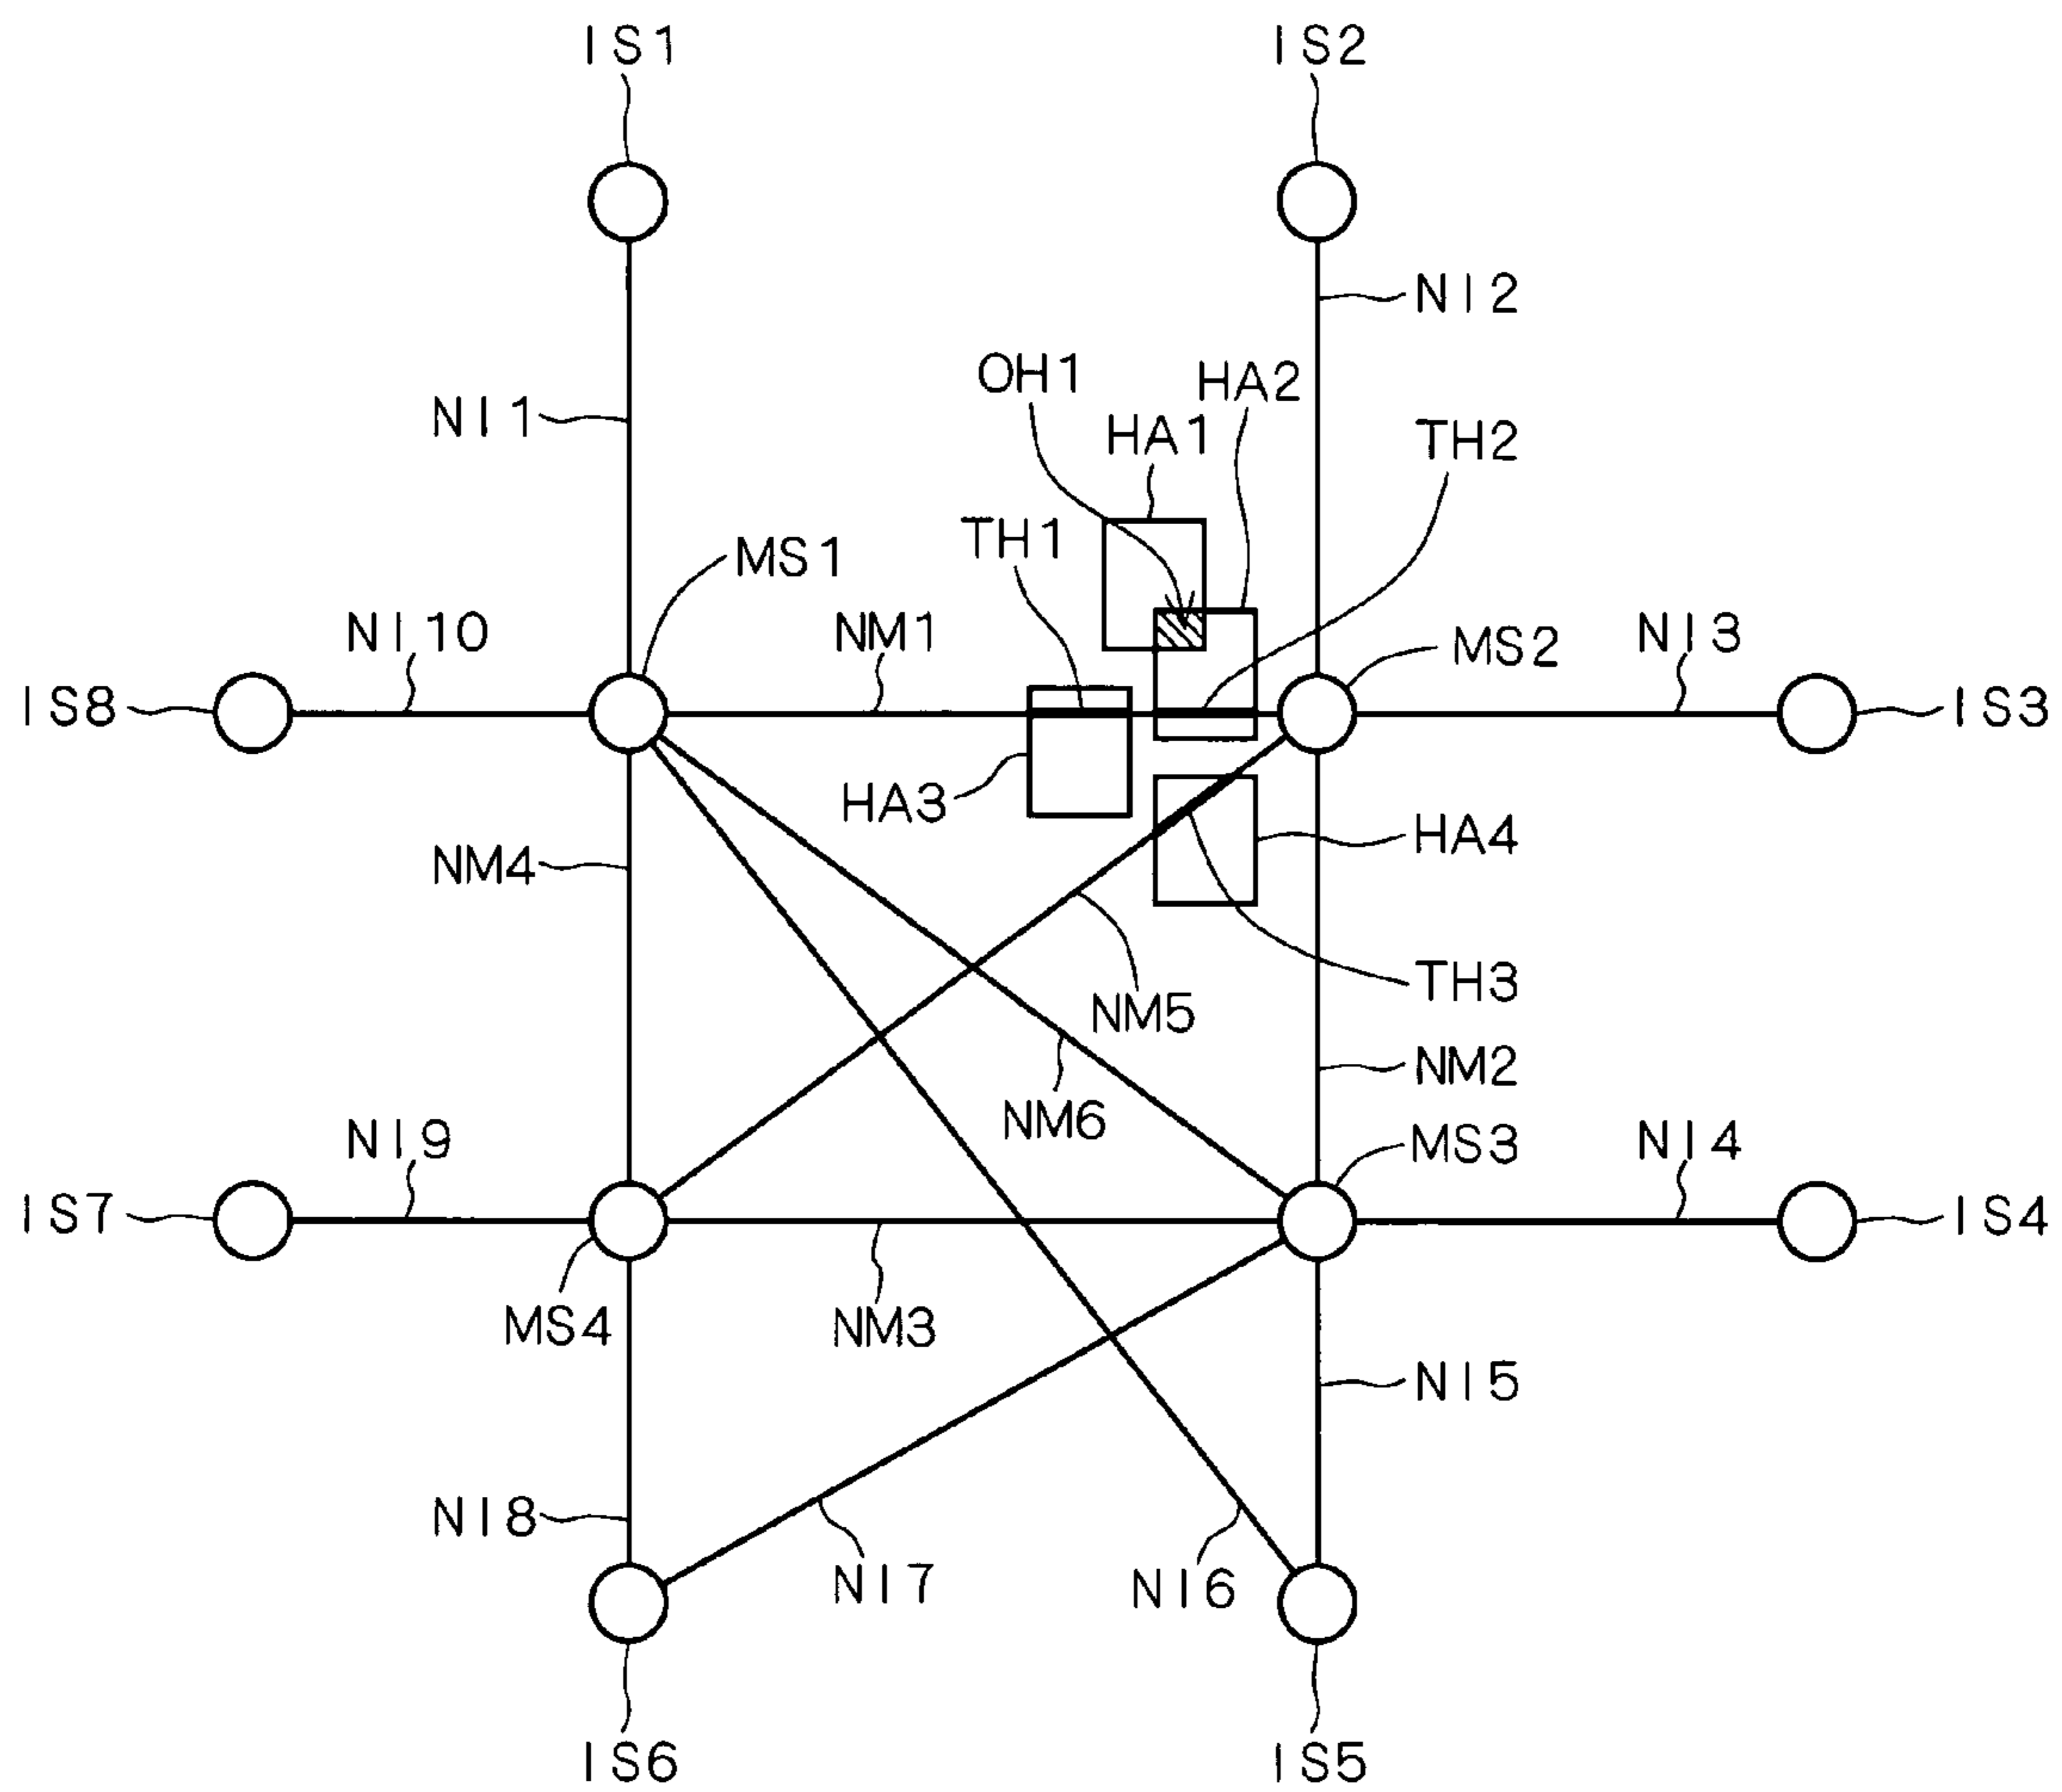 IS1 IS2
NI2
OH1 HA2
NI1 HA1 TH2
TH1
MS1
NI10 NM1 MS2 NI3
IS8 IS3
HA3
NM4 HA4
TH3
NM5
NM2
NM6
NI9 MS3 NI4
IS7 IS4
MS4 NM3
NI5
NI8
NI7 NI6
IS6 IS5